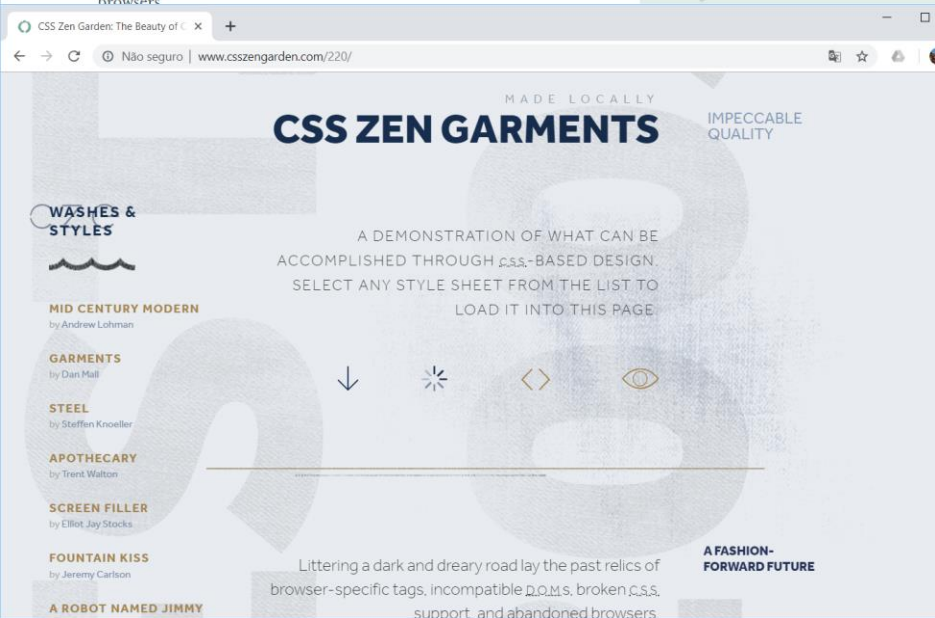 browsers
CSS Zen Garden: The Beauty of C
Não seguro | www.csszengarden.com/220/
MADE LOCALLY
CSS ZEN GARMENTS
IMPECCABLE
QUALITY
WASHES &
STYLES
A DEMONSTRATION OF WHAT CAN BE
ACCOMPLISHED THROUGH CSS-BASED DESIGN.
SELECT ANY STYLE SHEET FROM THE LIST TO
LOAD IT INTO THIS PAGE.
MID CENTURY MODERN
by Andrew Lohman
GARMENTS
by Dan Mall
STEEL
by Steffen Knoeller
APOTHECARY
by Trent Walton
SCREEN FILLER
by Elliot Jay Stocks
FOUNTAIN KISS
by Jeremy Carlson
A ROBOT NAMED JIMMY
Littering a dark and dreary road lay the past relics of
browser-specific tags, incompatible DOMs, broken CSS
support, and abandoned browsers.
A FASHION-
FORWARD FUTURE